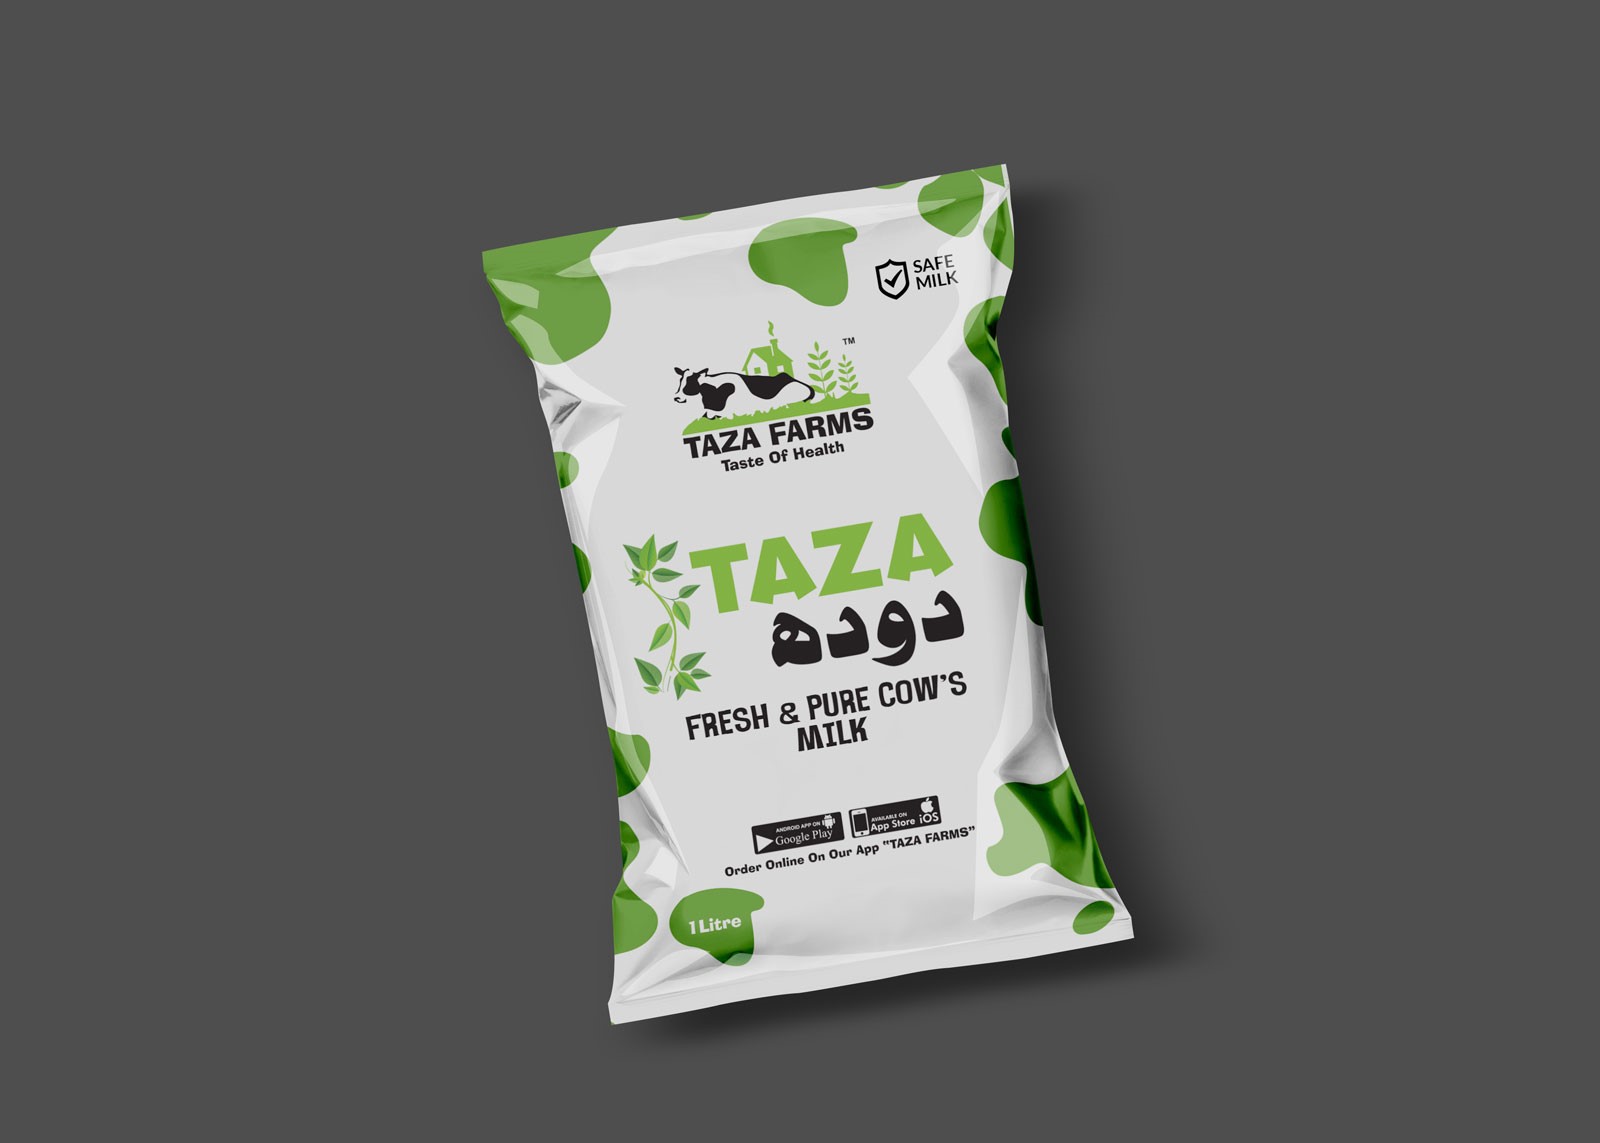 SAFE
MILK
TM
TAZA FARMS
Taste Of Health
TAZA
دودھ
FRESH & PURE COW'S
MILK
ANDROID APP ON
Google Play
AVAILABLE ON
App Store iOS
Order Online On Our App "TAZA FARMS"
1 Litre